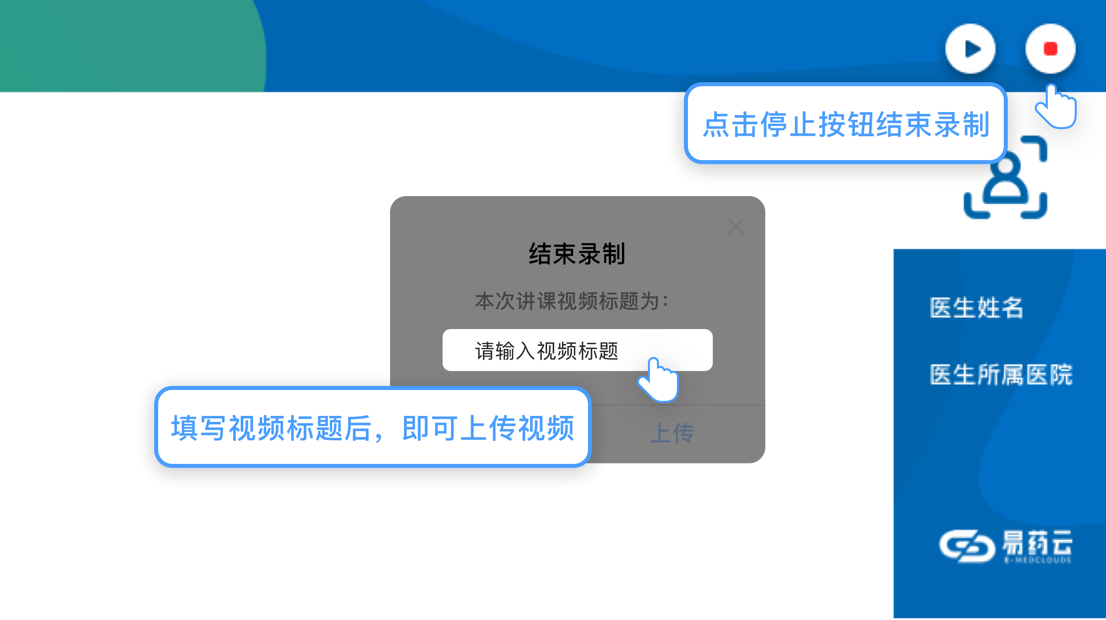 点击停止按钮结束录制
结束录制
本次讲课视频标题为：
请输入视频标题
填写视频标题后，即可上传视频
上传
医生姓名
医生所属医院
易药云
E-MEDCLOUDS